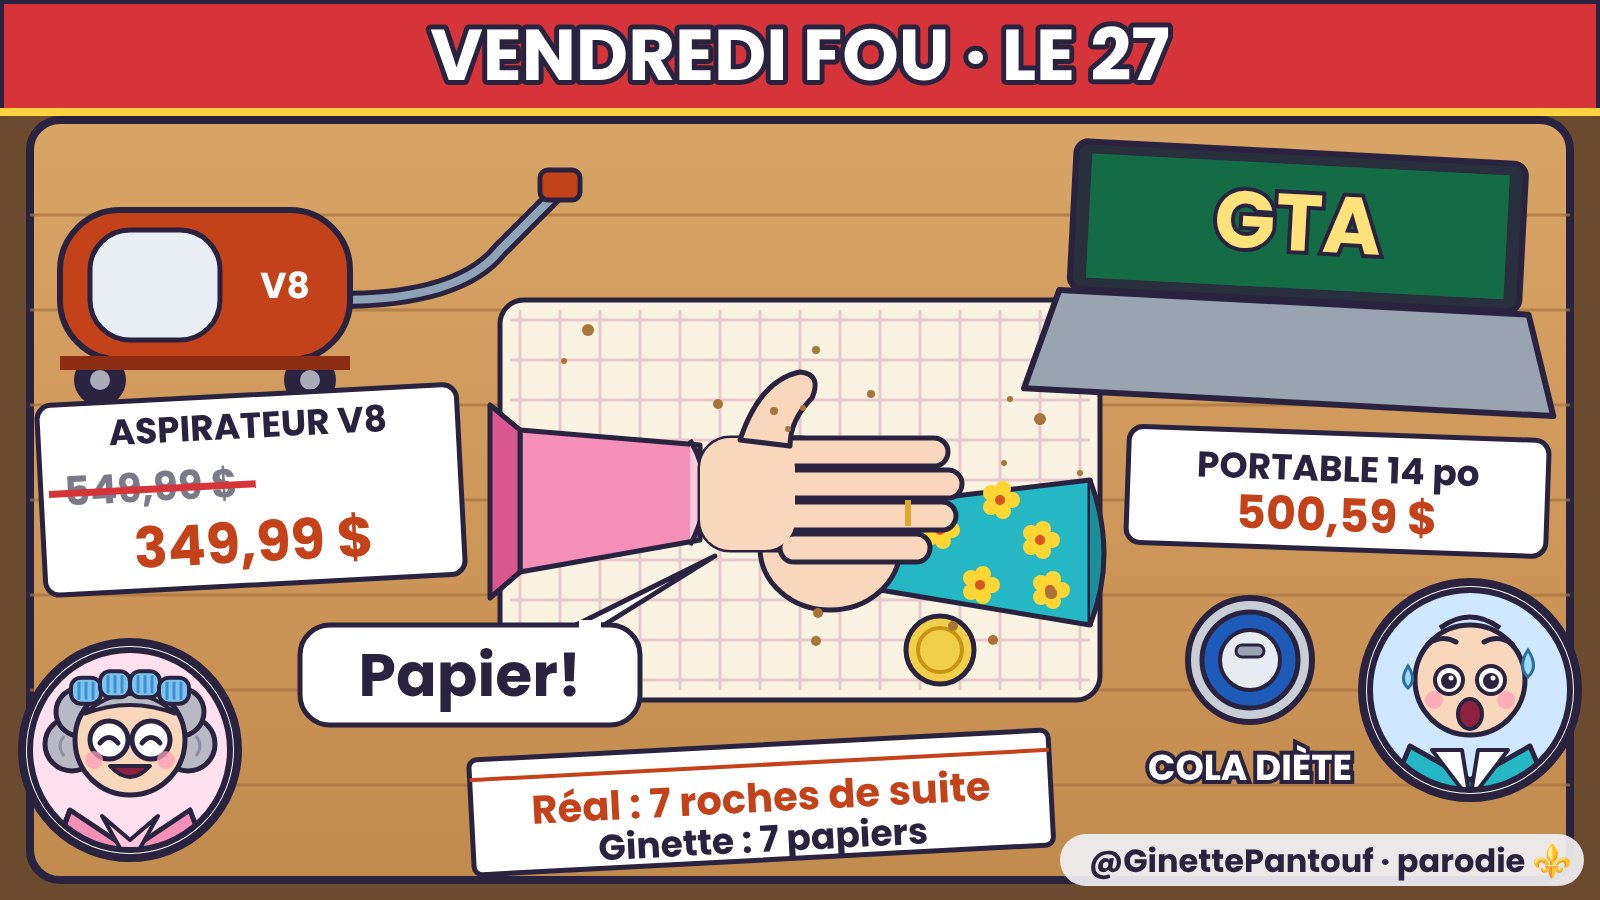 VENDREDI FOU · LE 27
V8
GTA
ASPIRATEUR V8
549,99 $
349,99 $
PORTABLE 14 po
500,59 $
Papier!
COLA DIÈTE
Réal : 7 roches de suite
Ginette : 7 papiers
@GinettePantouf · parodie ⚜️